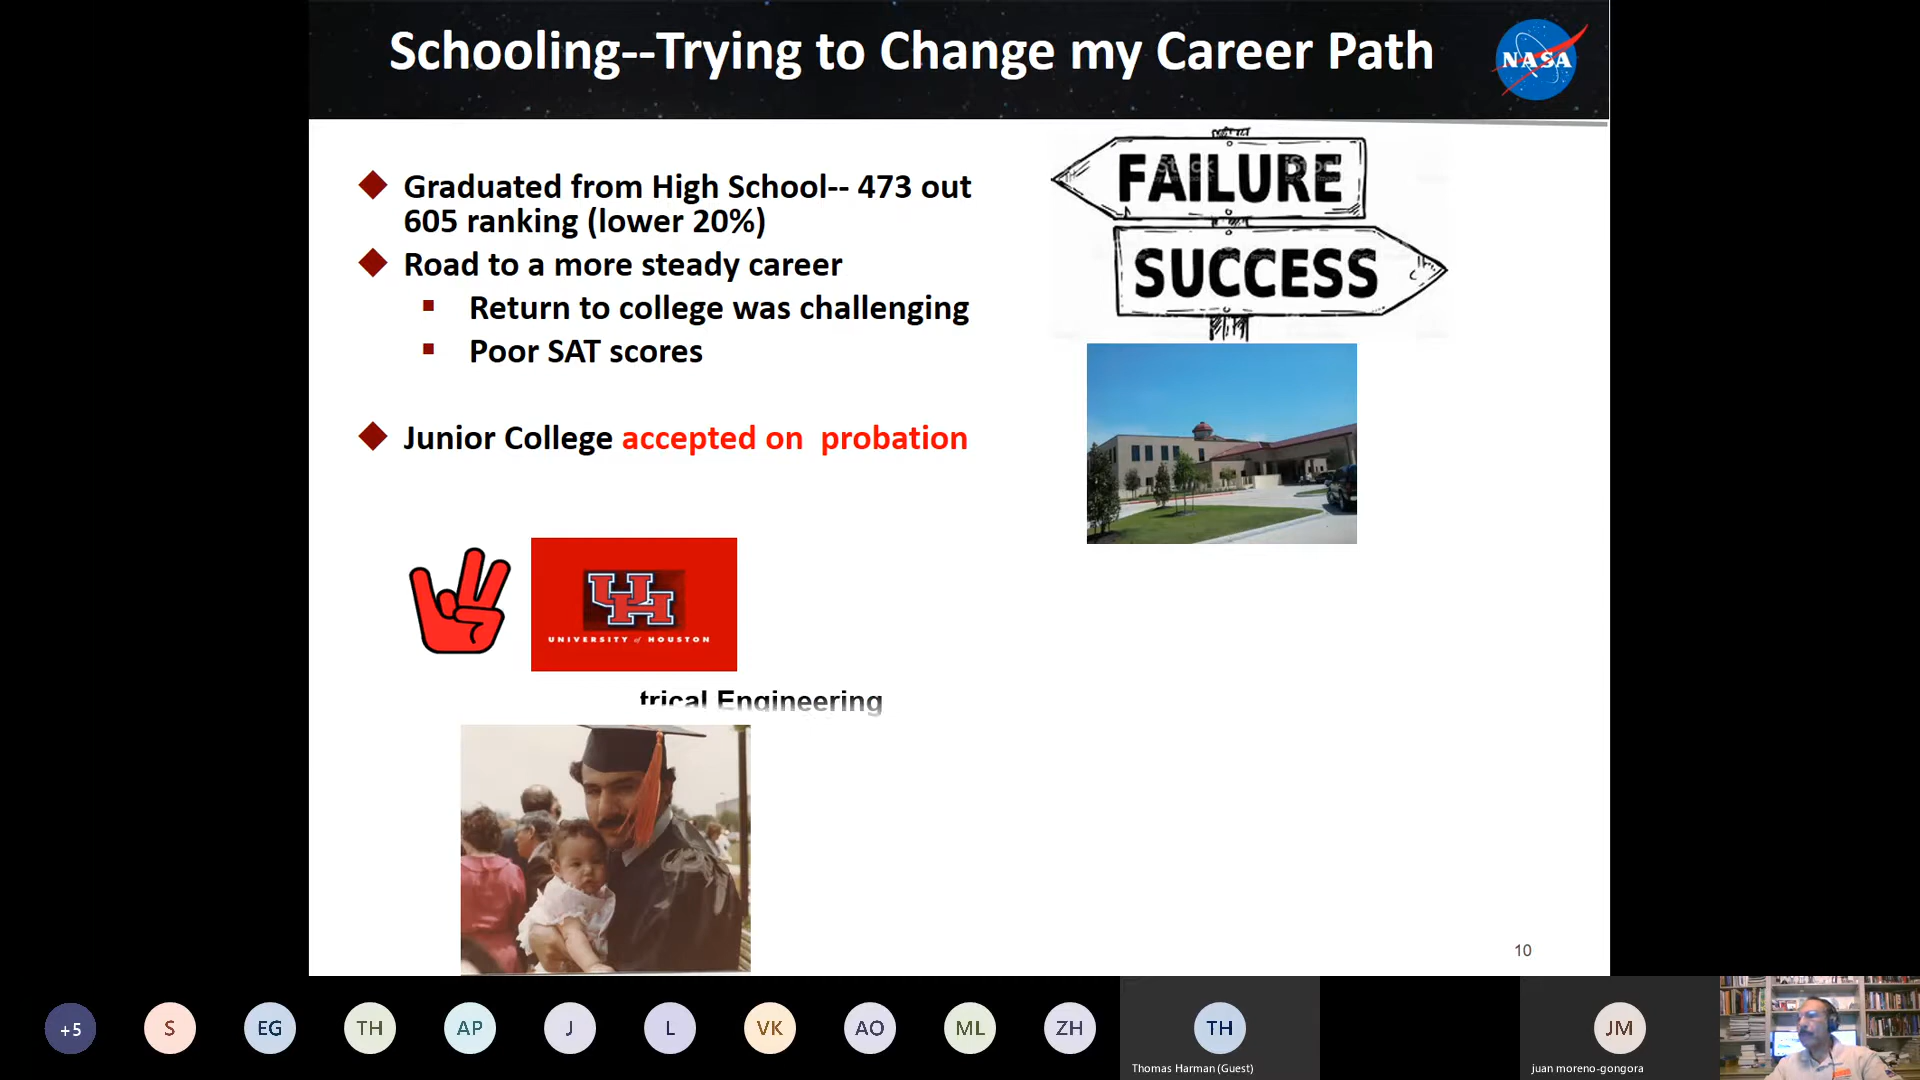 Schooling--Trying to Change my Career Path
NASA
Graduated from High School-- 473 out
605 ranking (lower 20%)
Road to a more steady career
Return to college was challenging
Poor SAT scores
Junior College accepted on probation
FAILURE
SUCCESS
UH
UNIVERSITY of HOUSTON
trical Engineering
10
+5
S
EG
TH
AP
J
L
VK
AO
ML
ZH
TH
Thomas Harman (Guest)
JM
juan moreno-gongora